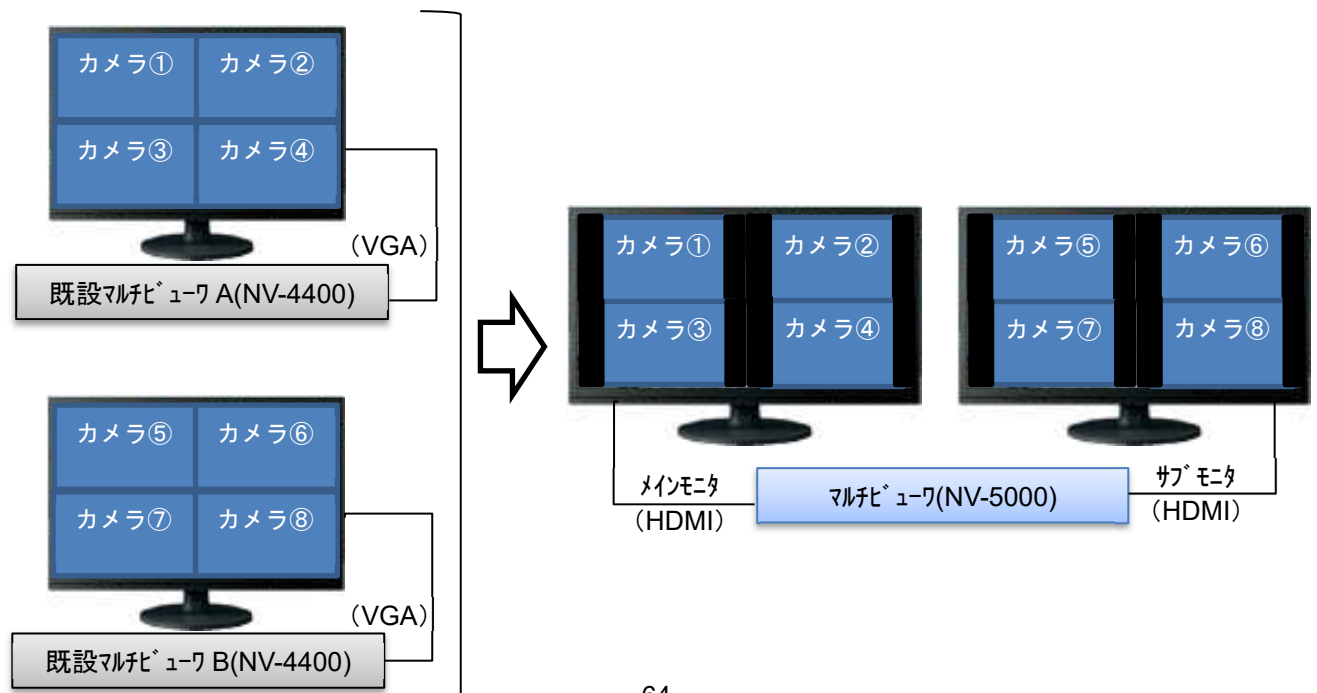 カメラ① カメラ②
カメラ③ カメラ④
（VGA）
既設ﾏﾙﾁﾋﾞｭｰﾜ A(NV-4400)
カメラ⑤ カメラ⑥
カメラ⑦ カメラ⑧
（VGA）
既設ﾏﾙﾁﾋﾞｭｰﾜ B(NV-4400)
カメラ① カメラ②
カメラ③ カメラ④
カメラ⑤ カメラ⑥
カメラ⑦ カメラ⑧
ﾒｲﾝﾓﾆﾀ
（HDMI）
ﾏﾙﾁﾋﾞｭｰﾜ(NV-5000)
ｻﾌﾞﾓﾆﾀ
（HDMI）
64